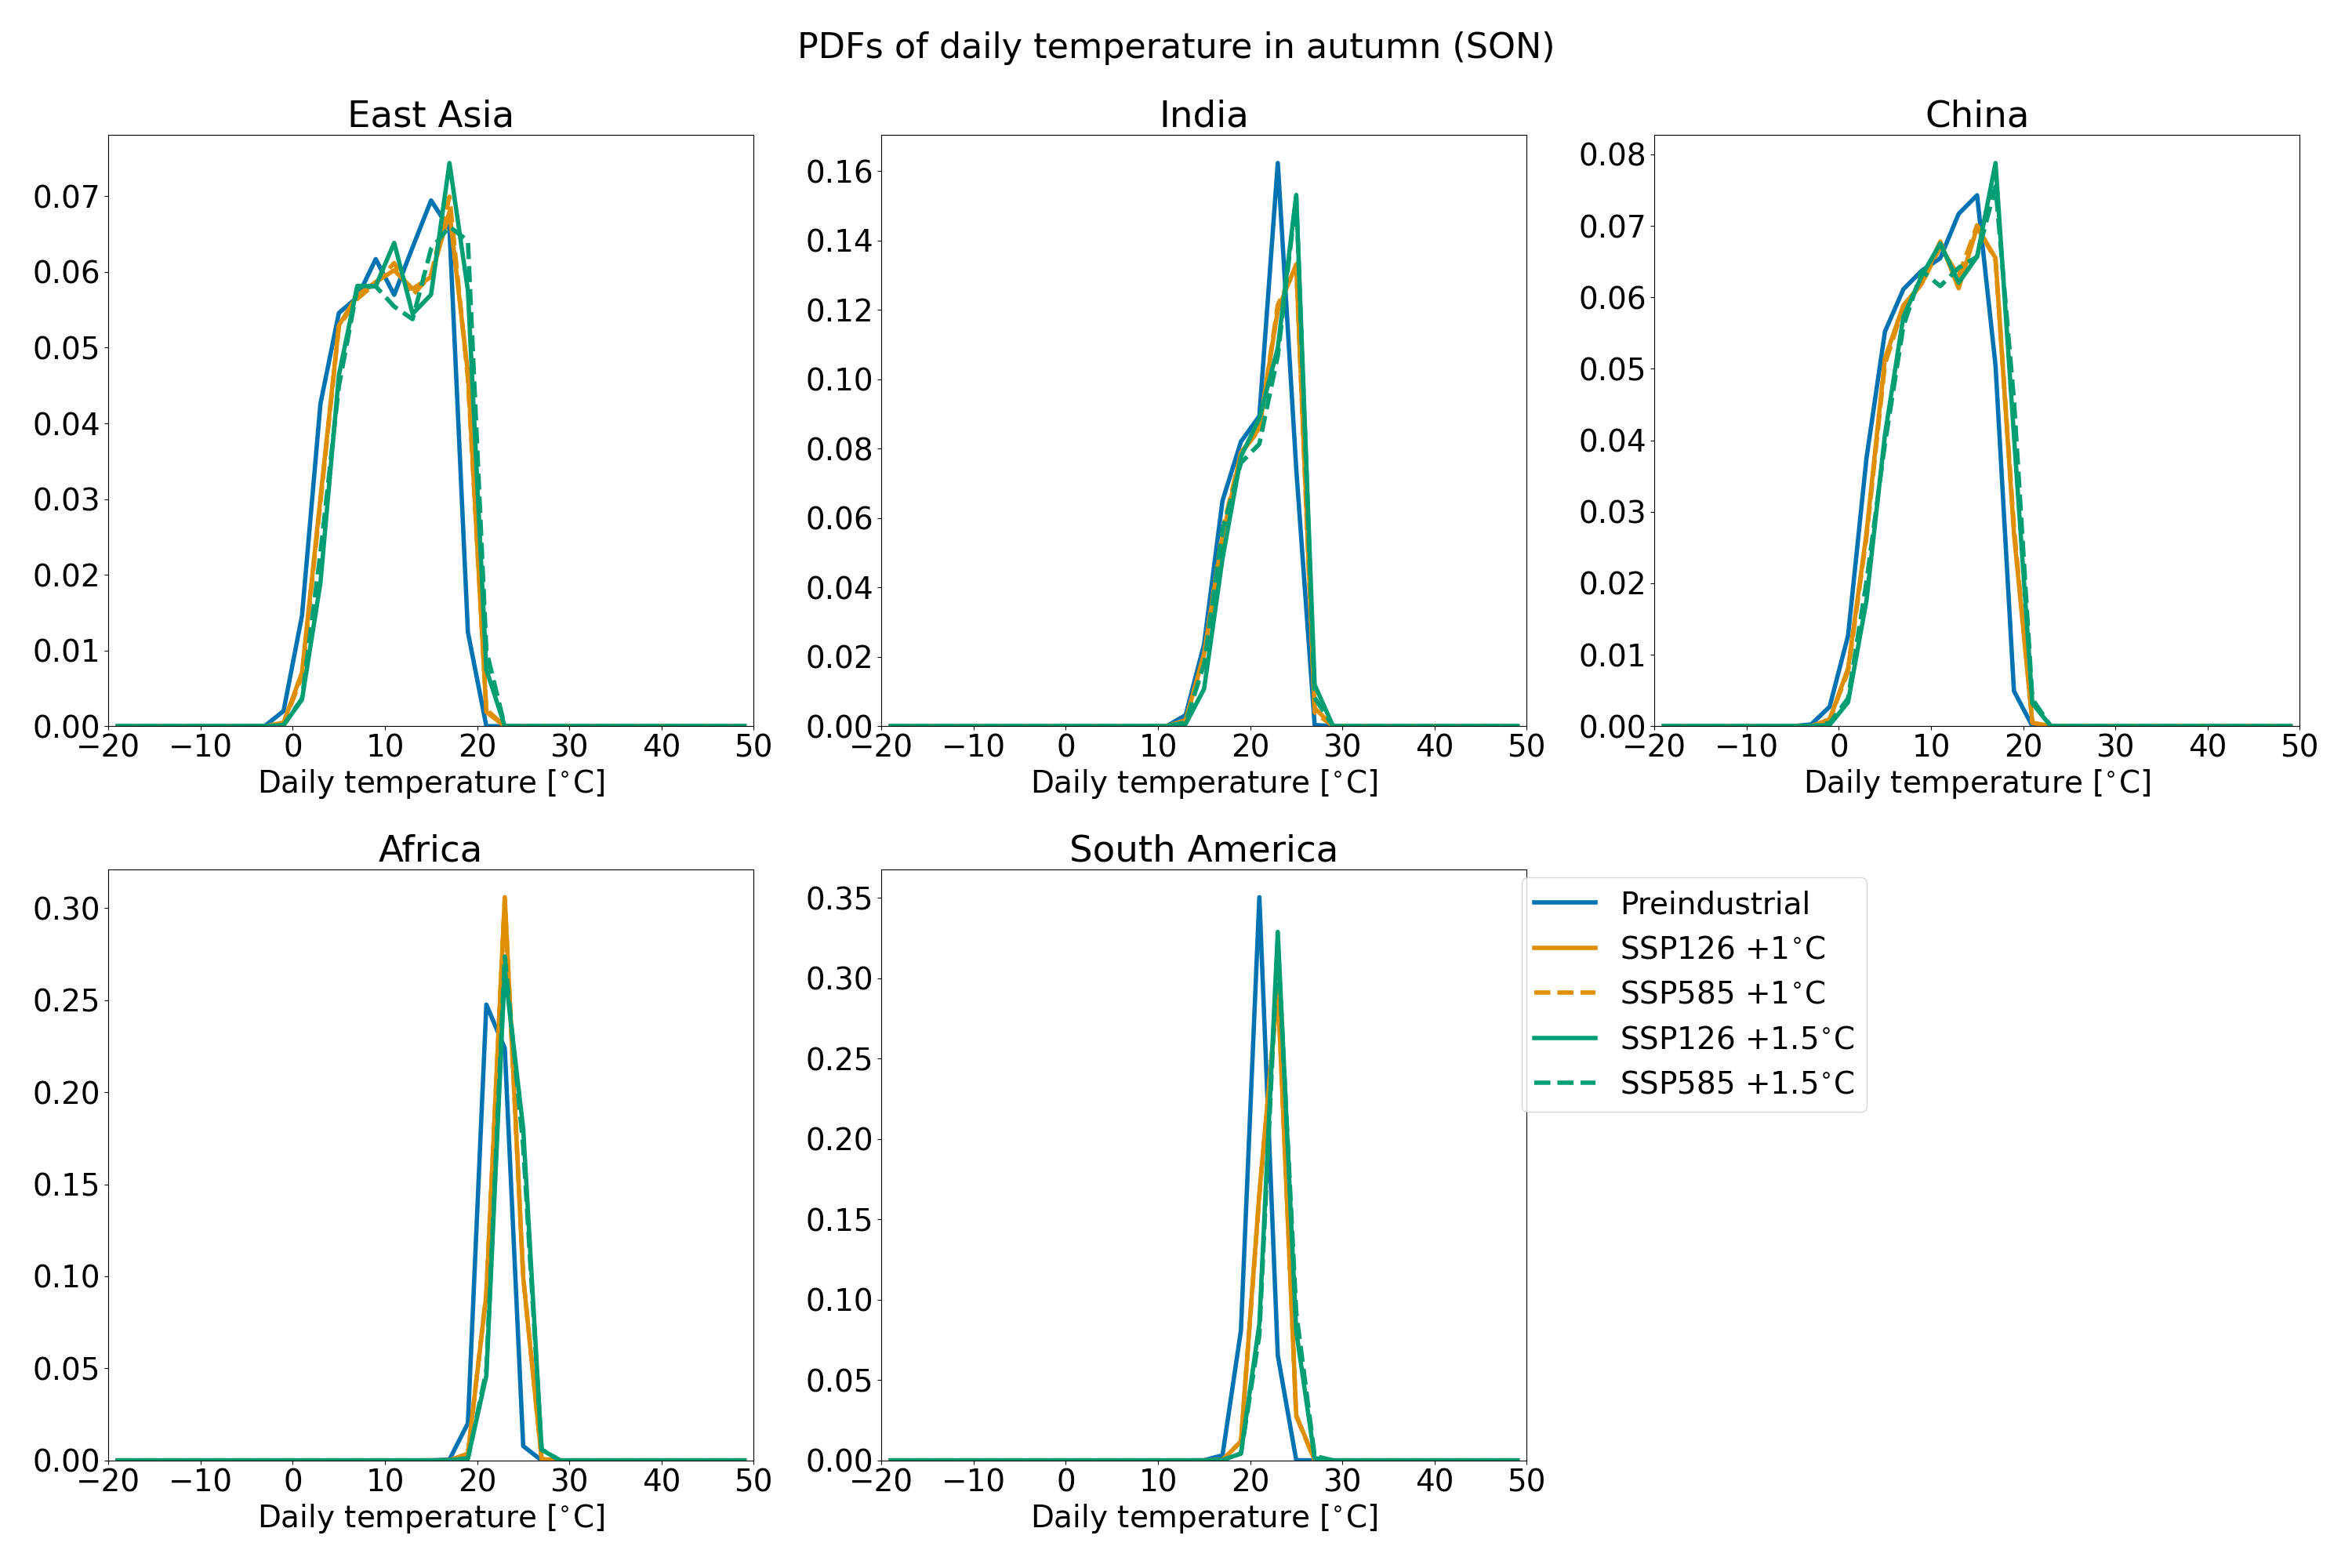 PDFs of daily temperature in autumn (SON)
East Asia
0.07
0.06
0.05
0.04
0.03
0.02
0.01
0.00
−20 −10 0 10 20 30 40 50
Daily temperature [°C]
India
0.16
0.14
0.12
0.10
0.08
0.06
0.04
0.02
0.00
−20 −10 0 10 20 30 40 50
Daily temperature [°C]
China
0.08
0.07
0.06
0.05
0.04
0.03
0.02
0.01
0.00
−20 −10 0 10 20 30 40 50
Daily temperature [°C]
Africa
0.30
0.25
0.20
0.15
0.10
0.05
0.00
−20 −10 0 10 20 30 40 50
Daily temperature [°C]
South America
0.35
0.30
0.25
0.20
0.15
0.10
0.05
0.00
−20 −10 0 10 20 30 40 50
Daily temperature [°C]
Preindustrial
SSP126 +1°C
SSP585 +1°C
SSP126 +1.5°C
SSP585 +1.5°C